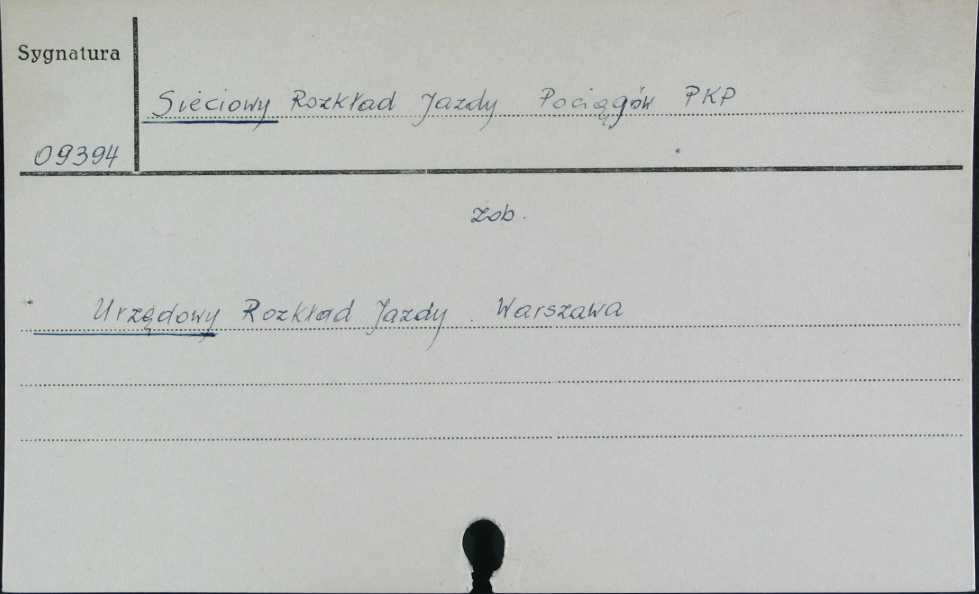 Sygnatura
Sieciowy Rozkład Jazdy Pociągów PKP
09394
zob.
Urzędowy Rozkład Jazdy. Warszawa